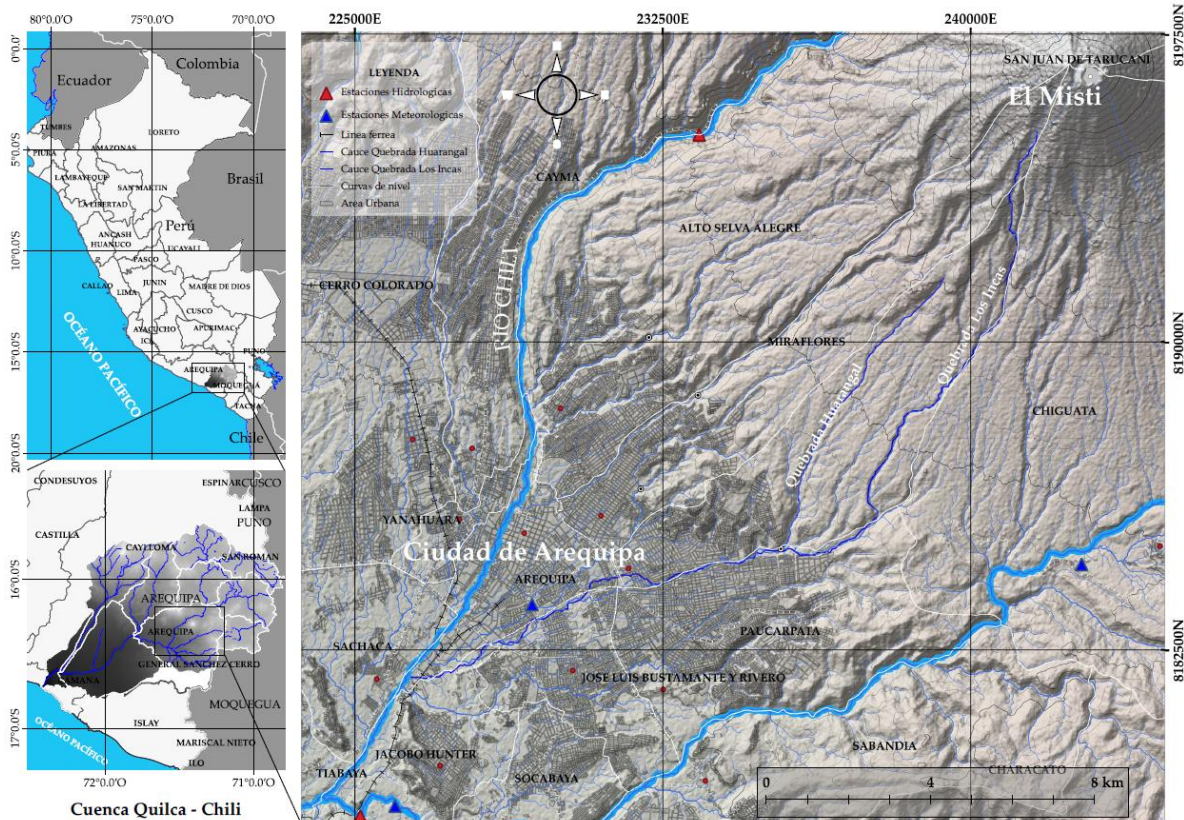 80°0.0'O
75°0.0'O
70°0.0'O
0°0.0'
5°0.0'S
10°0.0'S
15°0.0'S
20°0.0'S
Ecuador
Colombia
Brasil
Perú
Chile
TUMBES
PIURA
LORETO
AMAZONAS
LAMBAYEQUE
SAN MARTIN
LA LIBERTAD
ANCASH
HUANUCO
UCAYALI
PASCO
CALLAO
LIMA
JUNIN
MADRE DE DIOS
CUSCO
AYACUCHO
APURIMAC
PUNO
AREQUIPA
MOQUEGUA
TACNA
OCÉANO PACÍFICO
CONDESUYOS
ESPINAR
CUSCO
LAMPA
PUNO
CASTILLA
CAYLLOMA
SAN ROMAN
AREQUIPA
AREQUIPA
GENERAL SANCHEZ CERRO
CAMANA
MOQUEGUA
ISLAY
MARISCAL NIETO
ILO
OCÉANO PACÍFICO
16°0.0'S
17°0.0'S
72°0.0'O
71°0.0'O
Cuenca Quilca - Chili
225000E
232500E
240000E
8197500N
8190000N
8182500N
LEYENDA
Estaciones Hidrologicas
Estaciones Meteorologicas
Linea ferrea
Cauce Quebrada Huarangal
Cauce Quebrada Los Incas
Curvas de nivel
Area Urbana
SAN JUAN DE TARUCANI
El Misti
CAYMA
ALTO SELVA ALEGRE
RIO CHILI
CERRO COLORADO
MIRAFLORES
Quebrada Los Incas
Quebrada Huarangal
CHIGUATA
YANAHUARA
Ciudad de Arequipa
AREQUIPA
PAUCARPATA
SACHACA
JOSE LUIS BUSTAMANTE Y RIVERO
JACOBO HUNTER
SABANDIA
TIABAYA
SOCABAYA
CHARACATO
0 4 8 km